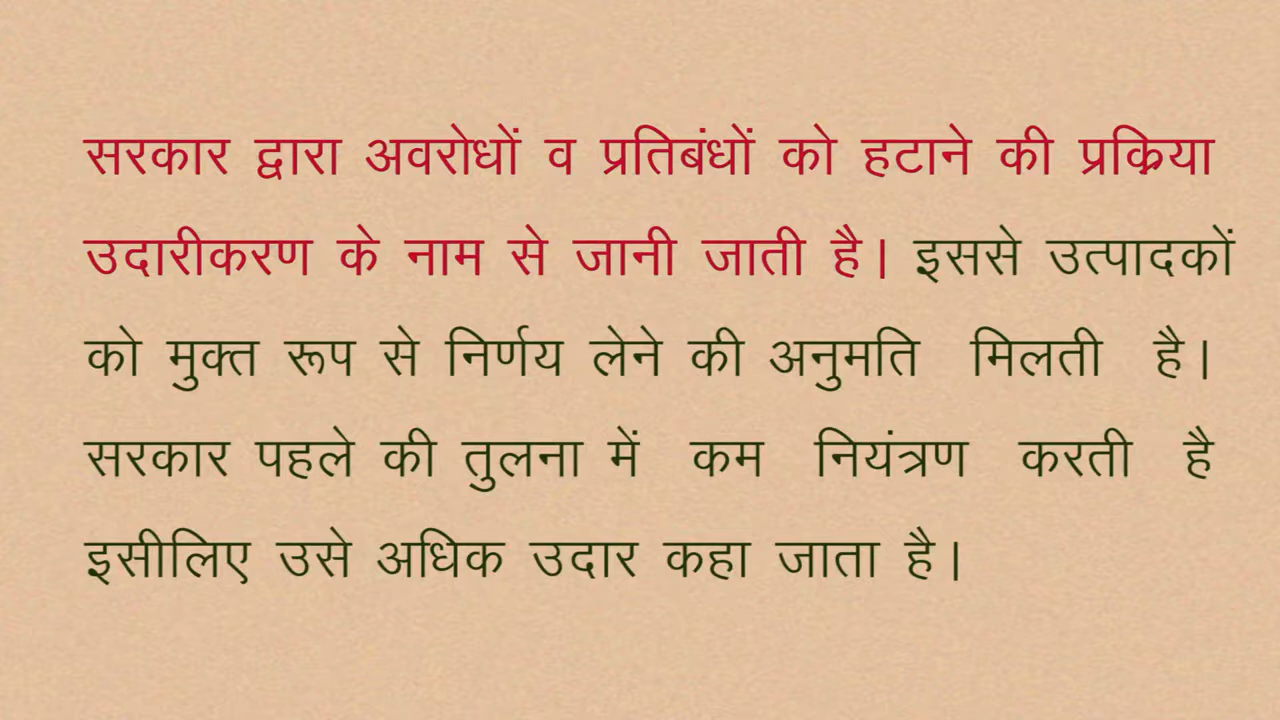 सरकार द्वारा अवरोधों व प्रतिबंधों को हटाने की प्रक्रिया
उदारीकरण के नाम से जानी जाती है। इससे उत्पादकों
को मुक्त रूप से निर्णय लेने की अनुमति मिलती है।
सरकार पहले की तुलना में कम नियंत्रण करती है
इसीलिए उसे अधिक उदार कहा जाता है।